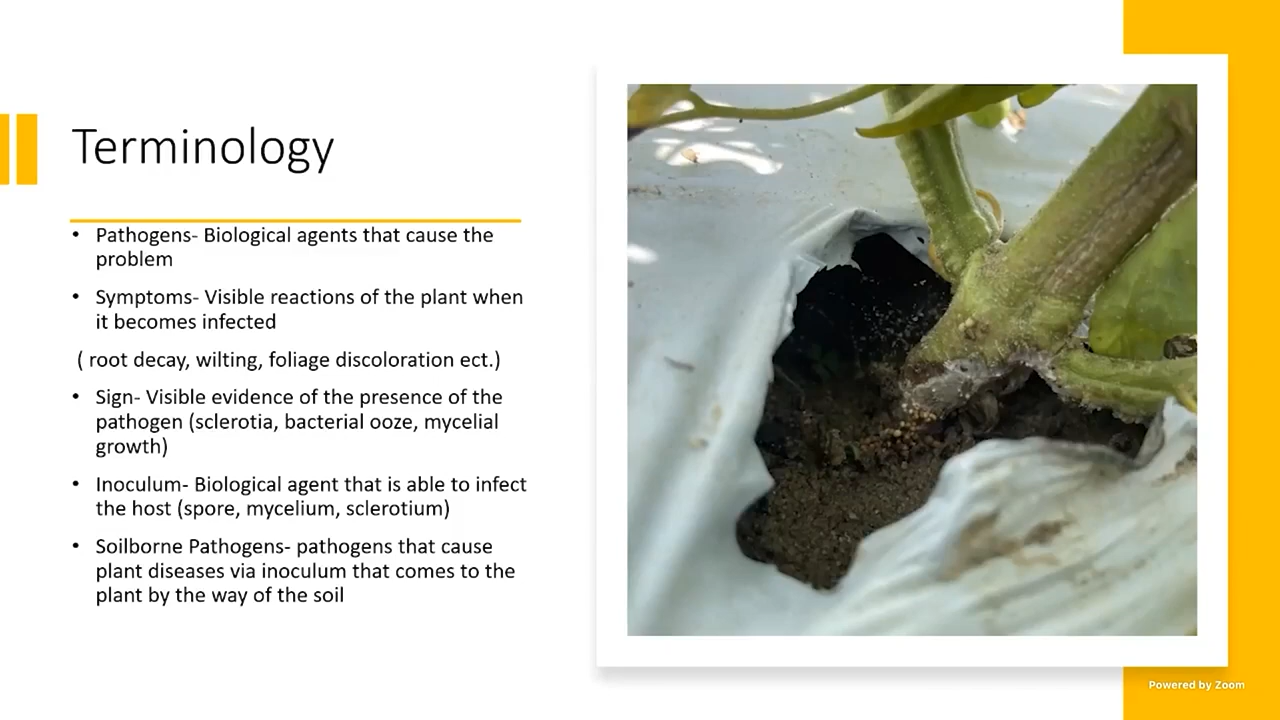 Terminology
• Pathogens- Biological agents that cause the
problem
• Symptoms- Visible reactions of the plant when
it becomes infected
( root decay, wilting, foliage discoloration ect.)
• Sign- Visible evidence of the presence of the
pathogen (sclerotia, bacterial ooze, mycelial
growth)
• Inoculum- Biological agent that is able to infect
the host (spore, mycelium, sclerotium)
• Soilborne Pathogens- pathogens that cause
plant diseases via inoculum that comes to the
plant by the way of the soil
Powered by Zoom